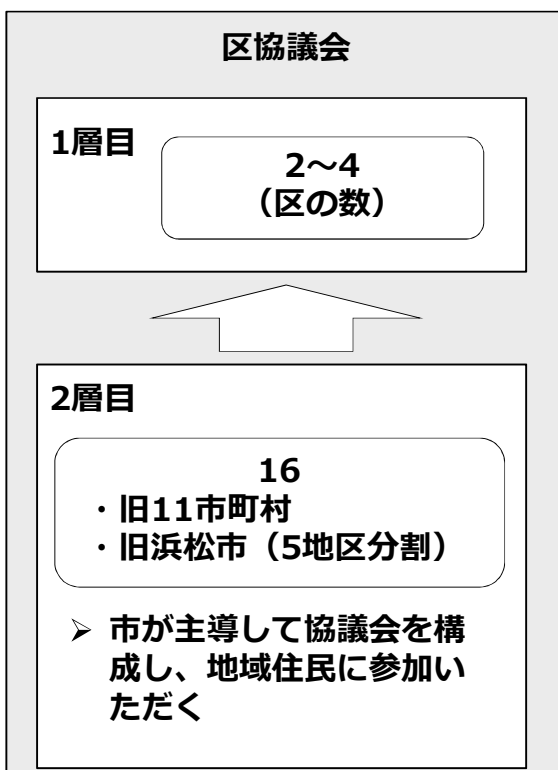 区協議会
1層目
2～4
（区の数）
2層目
16
・旧11市町村
・旧浜松市（5地区分割）
➢ 市が主導して協議会を構
成し、地域住民に参加い
ただく